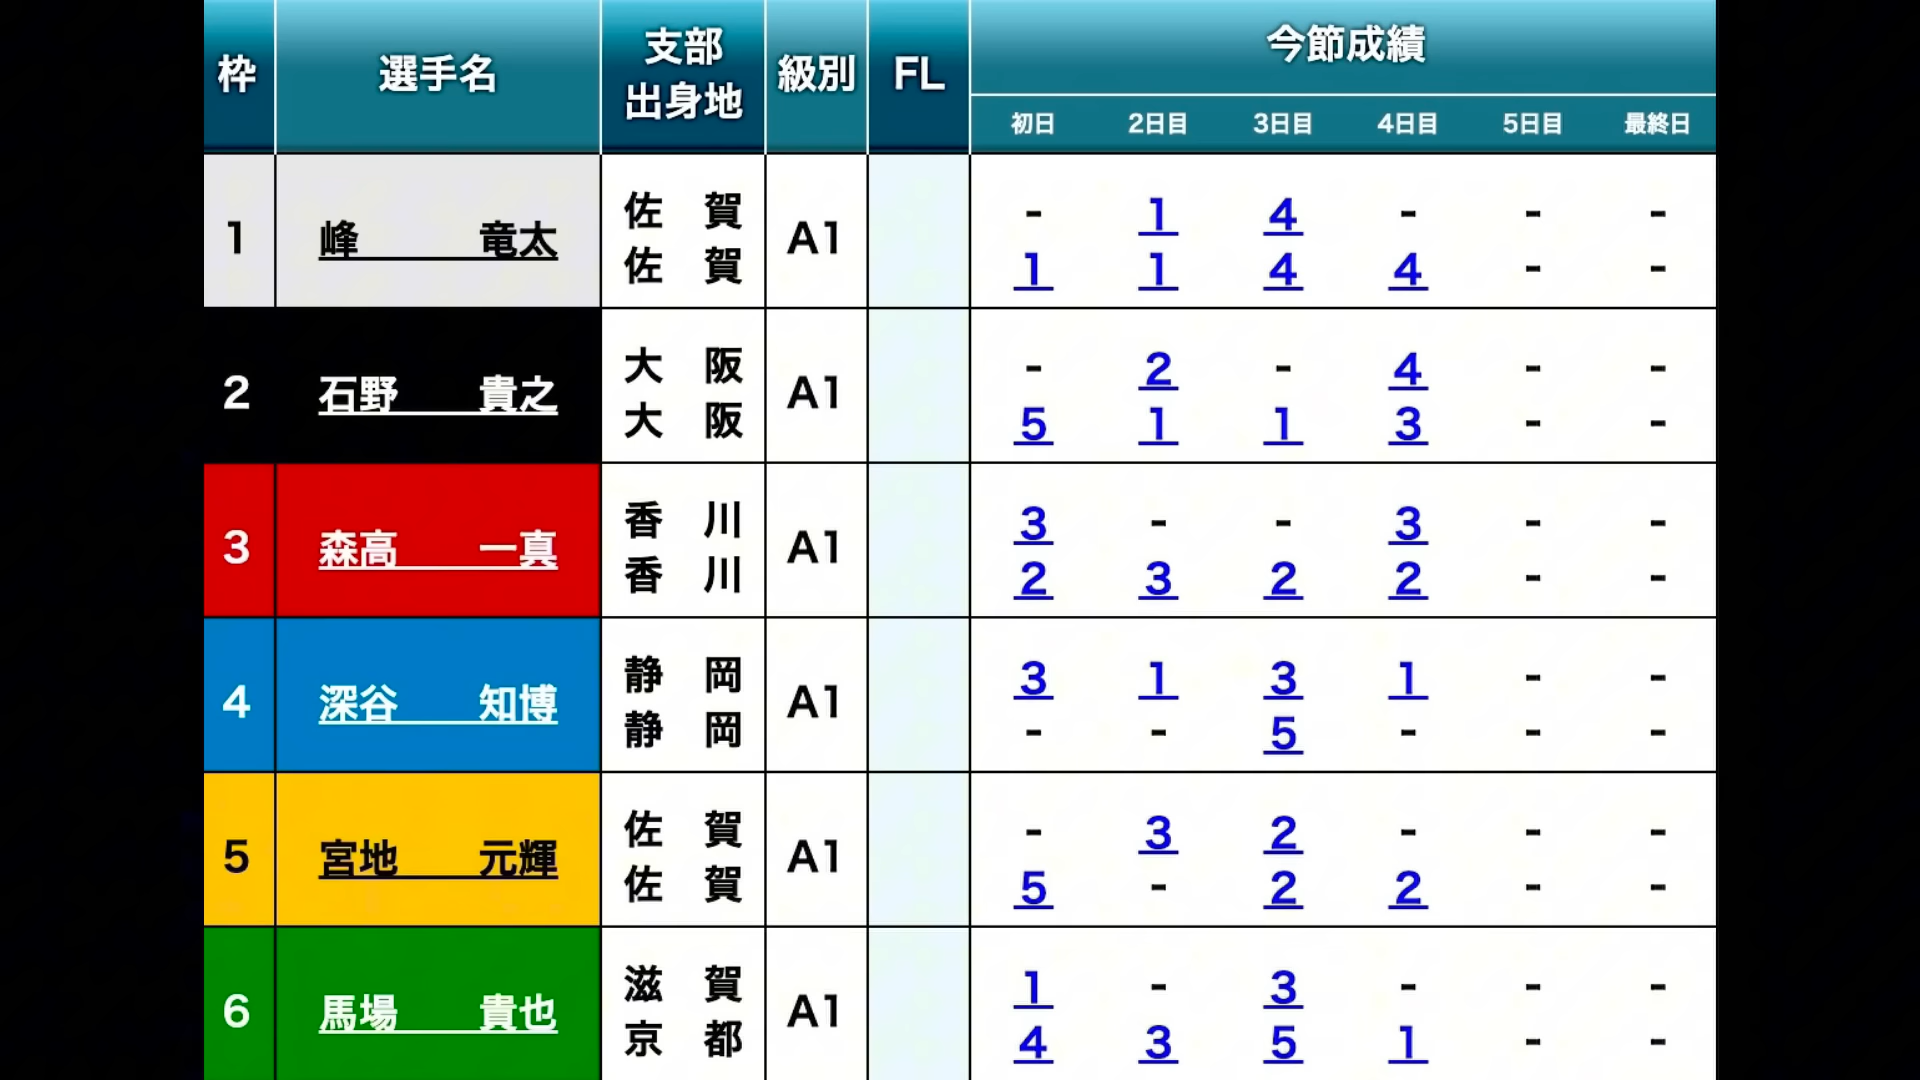 枠 選手名 支部 出身地 級別 FL 今節成績
初日 2日目 3日目 4日目 5日目 最終日
1 峰 竜太 佐賀 佐賀 A1
- 1 4 - - -
1 1 4 4 - -
2 石野 貴之 大阪 大阪 A1
- 2 - 4 - -
5 1 1 3 - -
3 森高 一真 香川 香川 A1
3 - - 3 - -
2 3 2 2 - -
4 深谷 知博 静岡 静岡 A1
3 1 3 1 - -
- - 5 - - -
5 宮地 元輝 佐賀 佐賀 A1
- 3 2 - - -
5 - 2 2 - -
6 馬場 貴也 滋賀 京都 A1
1 - 3 - - -
4 3 5 1 - -